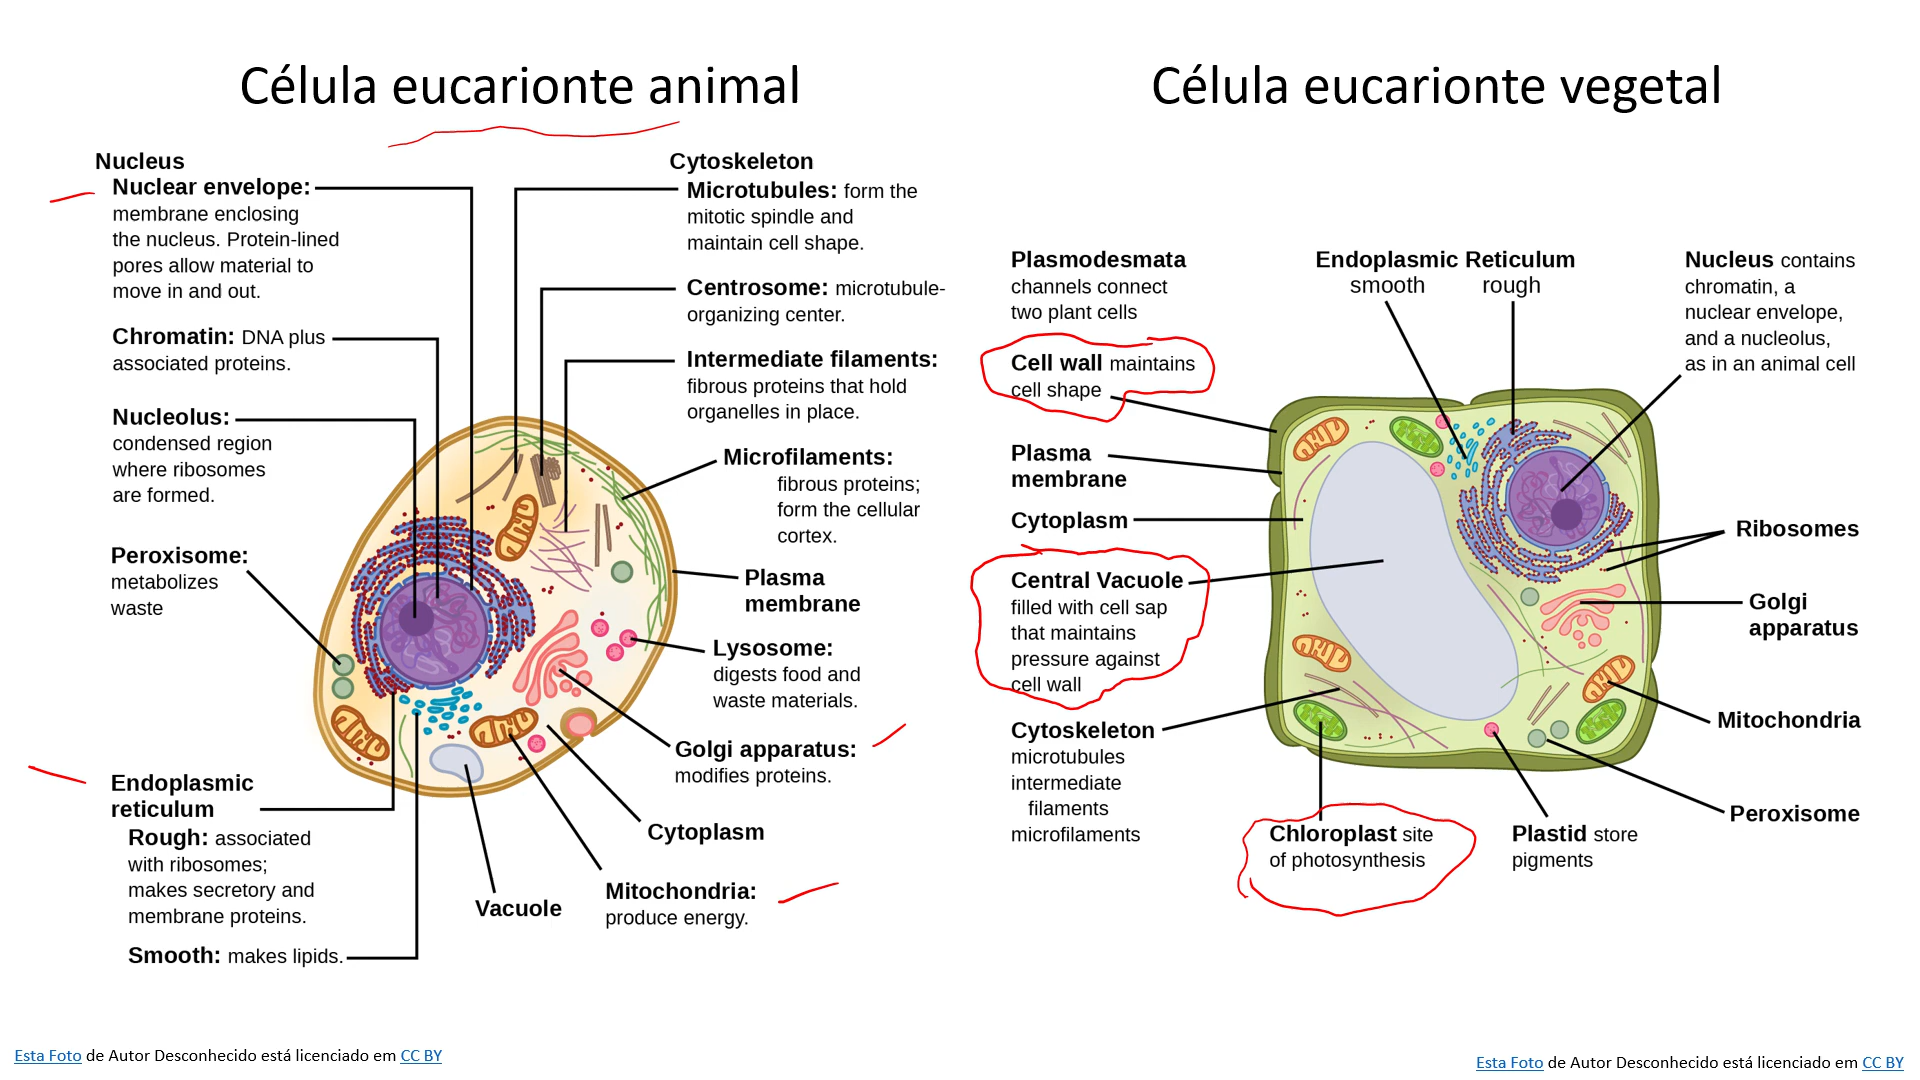 Célula eucarionte animal
Nucleus
Nuclear envelope:
membrane enclosing
the nucleus. Protein-lined
pores allow material to
move in and out.
Chromatin: DNA plus
associated proteins.
Nucleolus:
condensed region
where ribosomes
are formed.
Peroxisome:
metabolizes
waste
Endoplasmic
reticulum
Rough: associated
with ribosomes;
makes secretory and
membrane proteins.
Smooth: makes lipids.
Cytoskeleton
Microtubules: form the
mitotic spindle and
maintain cell shape.
Centrosome: microtubule-
organizing center.
Intermediate filaments:
fibrous proteins that hold
organelles in place.
Microfilaments:
fibrous proteins;
form the cellular
cortex.
Plasma
membrane
Lysosome:
digests food and
waste materials.
Golgi apparatus:
modifies proteins.
Cytoplasm
Mitochondria:
produce energy.
Vacuole
Esta Foto de Autor Desconhecido está licenciado em CC BY
Célula eucarionte vegetal
Plasmodesmata
channels connect
two plant cells
Cell wall maintains
cell shape
Plasma
membrane
Cytoplasm
Central Vacuole
filled with cell sap
that maintains
pressure against
cell wall
Cytoskeleton
microtubules
intermediate
filaments
microfilaments
Endoplasmic Reticulum
smooth rough
Nucleus contains
chromatin, a
nuclear envelope,
and a nucleolus,
as in an animal cell
Ribosomes
Golgi
apparatus
Mitochondria
Peroxisome
Chloroplast site
of photosynthesis
Plastid store
pigments
Esta Foto de Autor Desconhecido está licenciado em CC BY